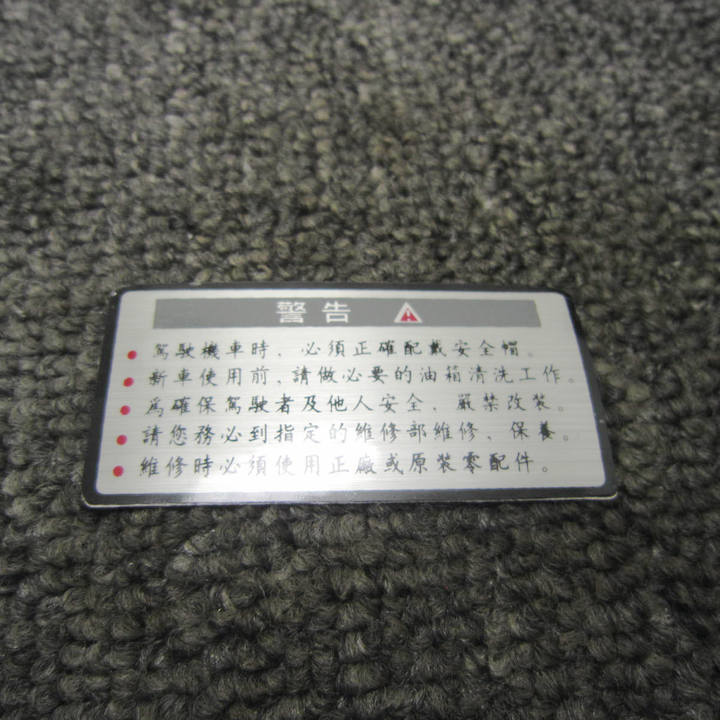 警告
駕駛機車時、必須正確配戴安全帽。
新車使用前、請做必要的油箱清洗工作。
為確保駕駛者及他人安全、嚴禁改裝。
請您務必到指定的維修部維修、保養。
維修時必須使用正廠或原裝零配件。